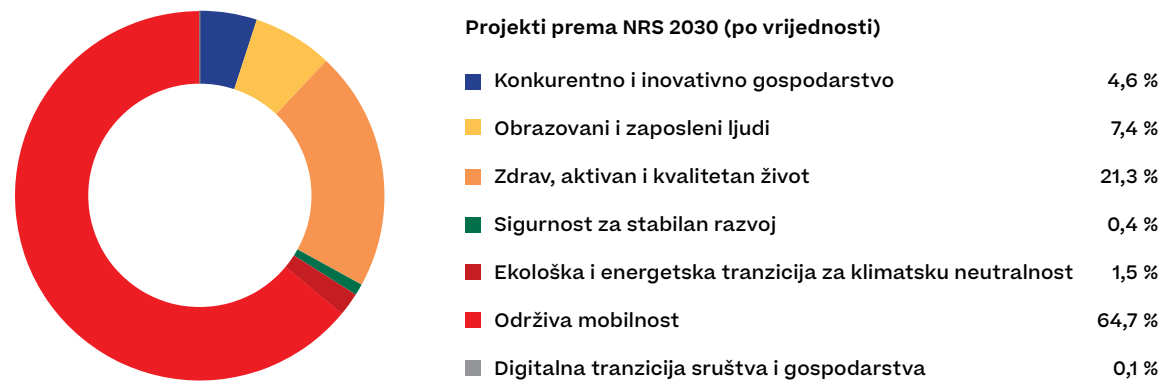 Projekti prema NRS 2030 (po vrijednosti)
Konkurentno i inovativno gospodarstvo 4,6 %
Obrazovani i zaposleni ljudi 7,4 %
Zdrav, aktivan i kvalitetan život 21,3 %
Sigurnost za stabilan razvoj 0,4 %
Ekološka i energetska tranzicija za klimatsku neutralnost 1,5 %
Održiva mobilnost 64,7 %
Digitalna tranzicija sruštva i gospodarstva 0,1 %